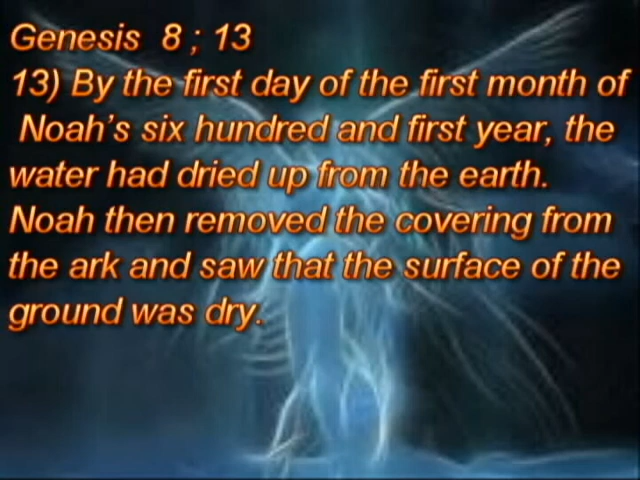 Genesis  8 ; 13
13) By the first day of the first month of
Noah's six hundred and first year, the
water had dried up from the earth.
Noah then removed the covering from
the ark and saw that the surface of the
ground was dry.